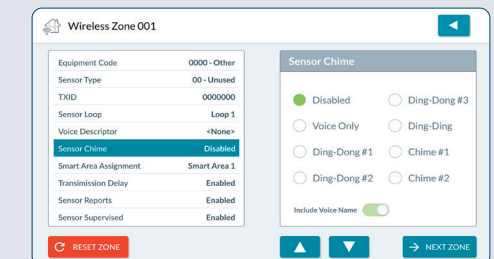 Wireless Zone 001
Equipment Code 0000 - Other
Sensor Type 00 - Unused
TXID 0000000
Sensor Loop Loop 1
Voice Descriptor <None>
Sensor Chime Disabled
Smart Area Assignment Smart Area 1
Transimission Delay Enabled
Sensor Reports Enabled
Sensor Supervised Enabled
RESET ZONE
Sensor Chime
Disabled Ding-Dong #3
Voice Only Ding-Ding
Ding-Dong #1 Chime #1
Ding-Dong #2 Chime #2
Include Voice Name
NEXT ZONE